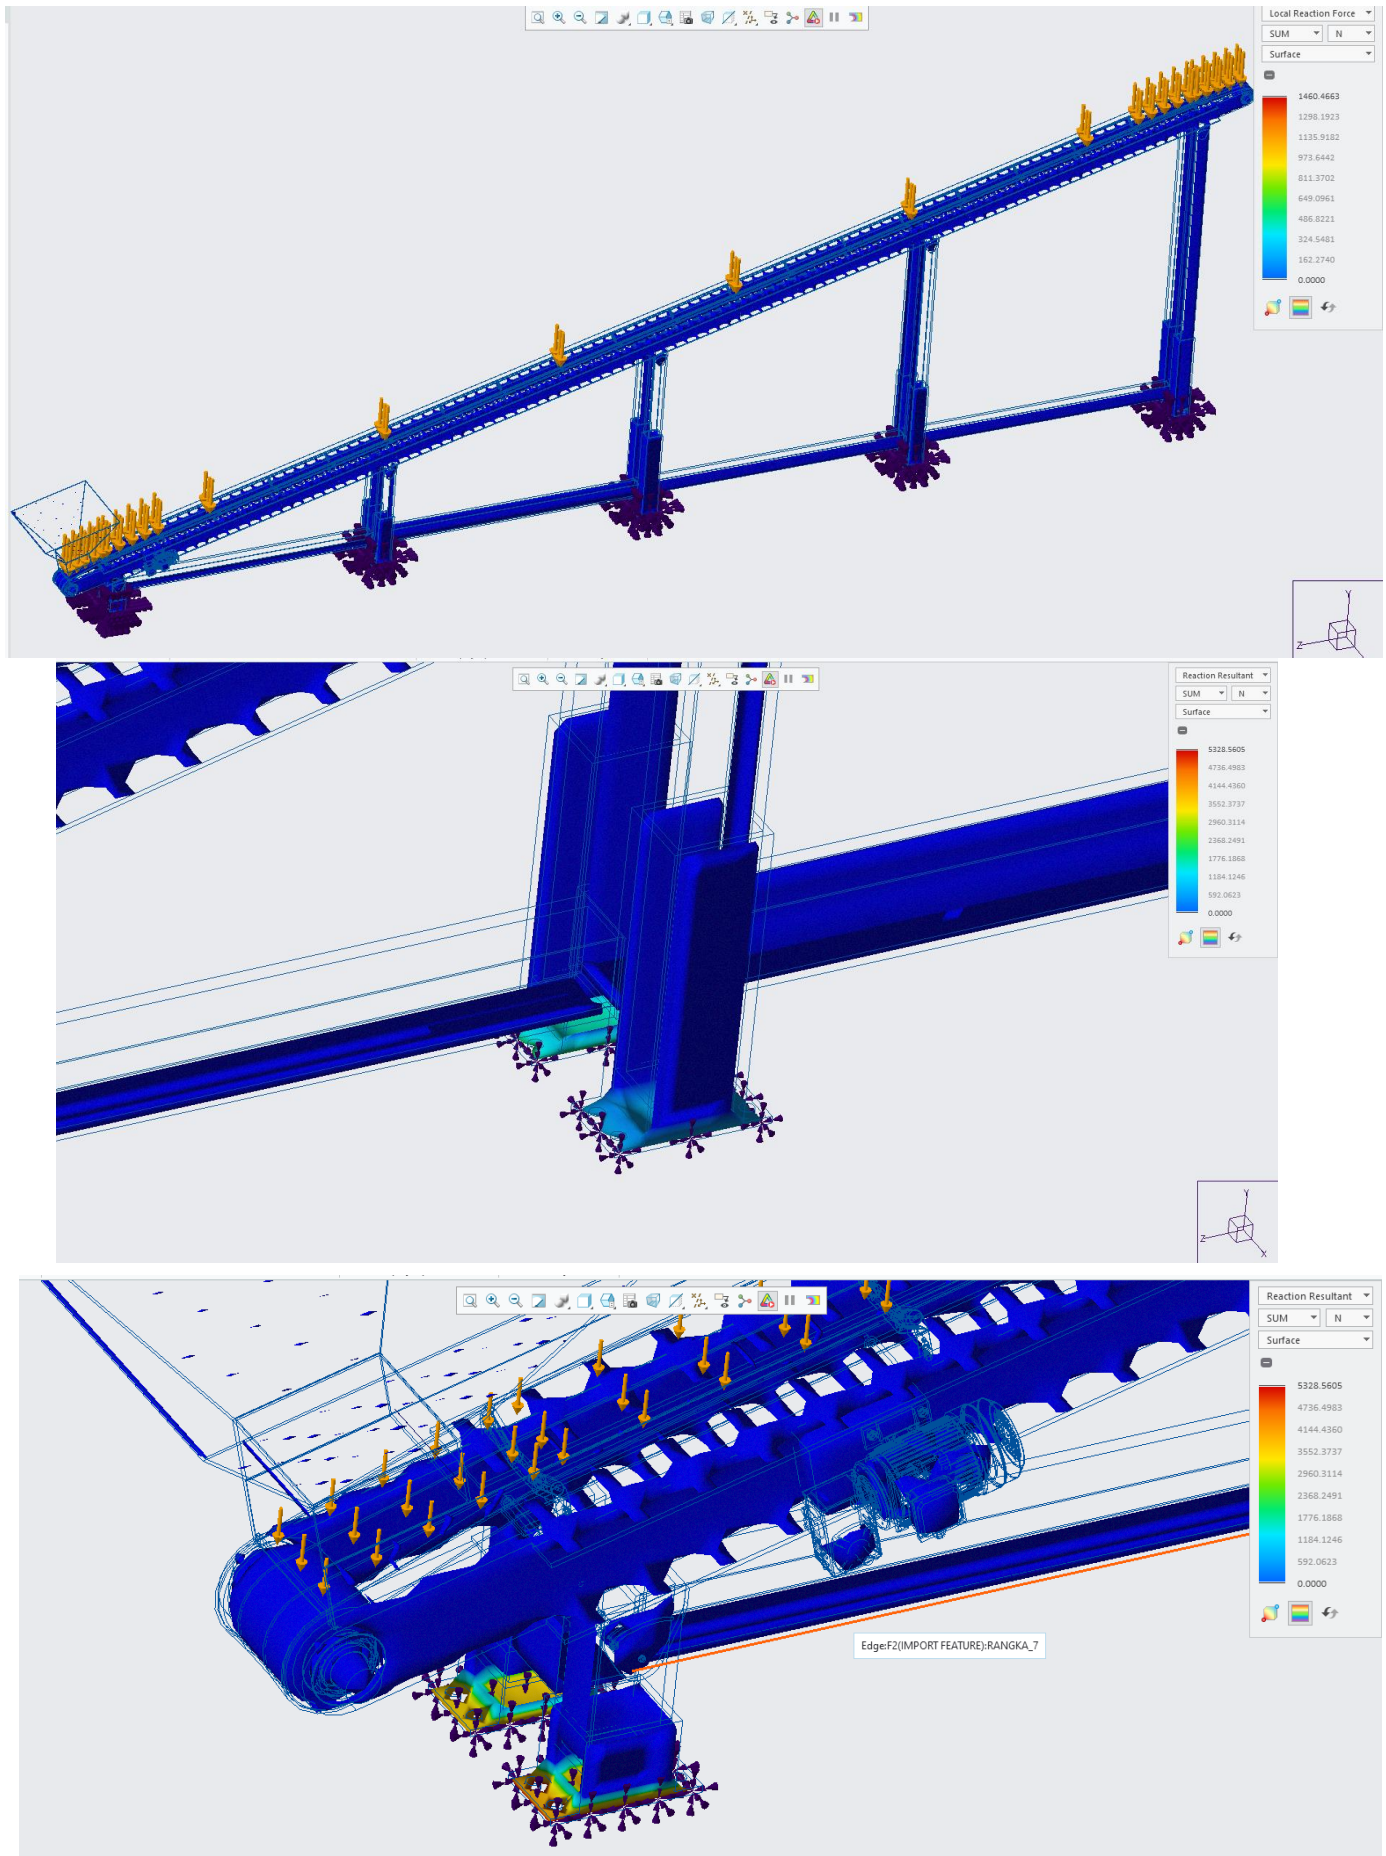 Local Reaction Force
SUM N
Surface
1460.4663
1298.1923
1135.9182
973.6442
811.3702
649.0961
486.8221
324.5481
162.2740
0.0000
Y
Z
Reaction Resultant
SUM N
Surface
5328.5605
4736.4983
4144.4360
3552.3737
2960.3114
2368.2491
1776.1868
1184.1246
592.0623
0.0000
Y
Z
X
Reaction Resultant
SUM N
Surface
5328.5605
4736.4983
4144.4360
3552.3737
2960.3114
2368.2491
1776.1868
1184.1246
592.0623
0.0000
Edge:F2(IMPORT FEATURE):RANGKA_7